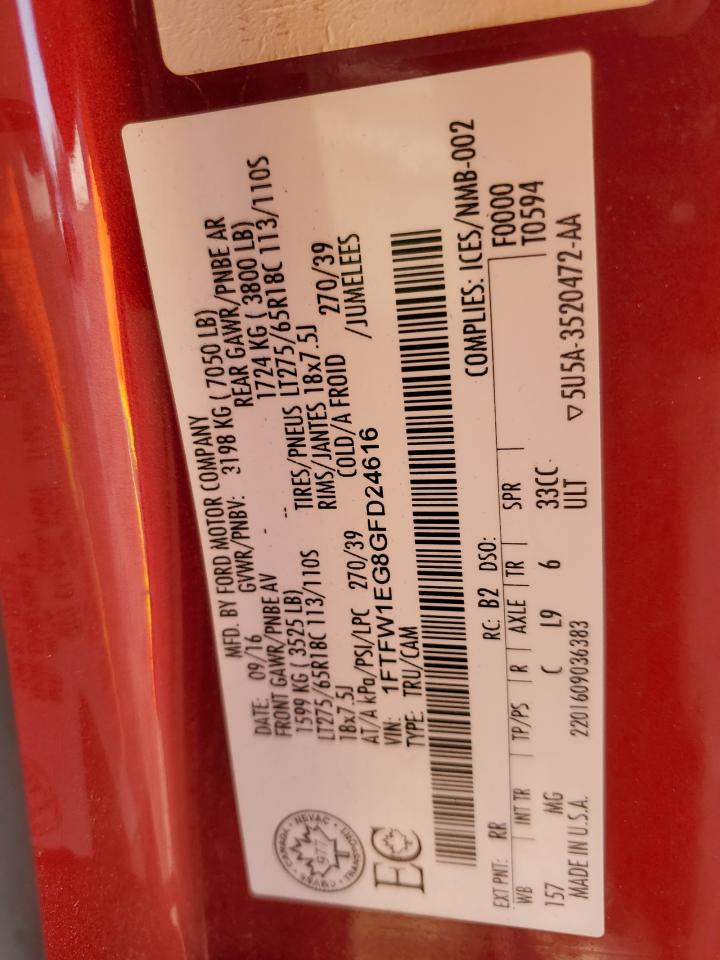 MFD. BY FORD MOTOR COMPANY
DATE: 09/16 GVWR/PNBV: 3198 KG ( 7050 LB)
FRONT GAWR/PNBE AV - REAR GAWR/PNBE AR
1599 KG ( 3525 LB) 1724 KG ( 3800 LB)
LT275/65R18C 113/110S -- TIRES/PNEUS LT275/65R18C 113/110S
18x7.5J RIMS/JANTES 18x7.5J
AT/A kPa/PSI/LPC 270/39 COLD/A FROID 270/39
VIN: 1FTFW1EG8GFD24616 /JUMELEES
TYPE: TRU/CAM
CANADA · NSVAC ·
977
TRANSPORT
EC
COMPLIES: ICES/NMB-002
EXT PNT: RR RC: B2 DSO: F0000
WB INT TR TP/PS R AXLE TR SPR T0594
157 MG C L9 6 33CC
ULT
MADE IN U.S.A. 2201609036383 ▽5U5A-3520472-AA